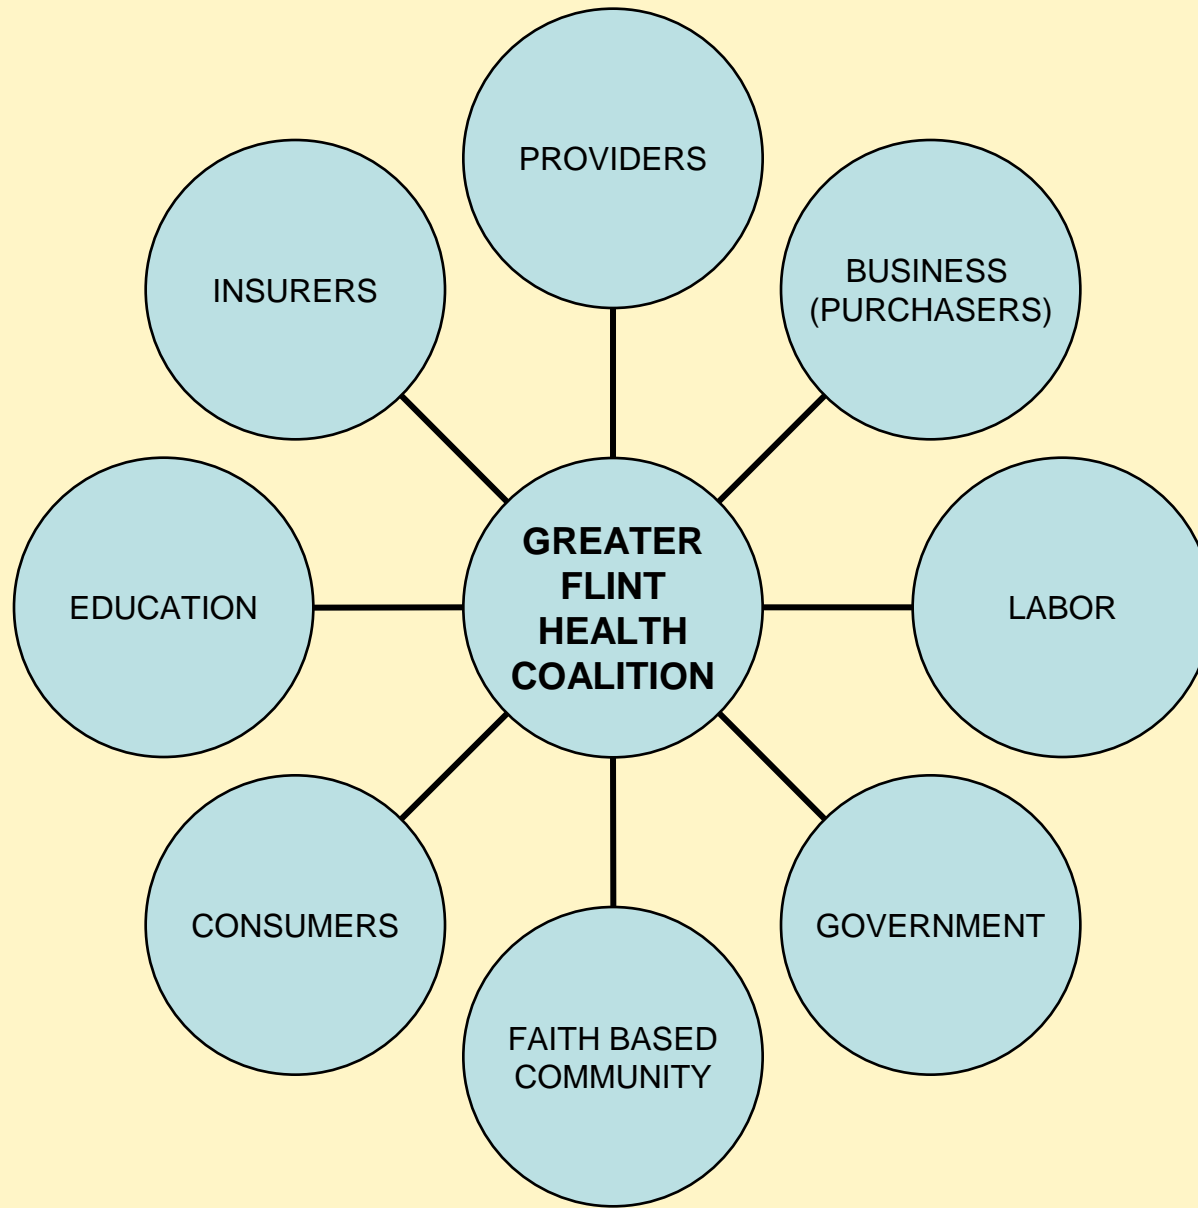 PROVIDERS
INSURERS
BUSINESS
(PURCHASERS)
GREATER
FLINT
HEALTH
COALITION
EDUCATION
LABOR
CONSUMERS
GOVERNMENT
FAITH BASED
COMMUNITY